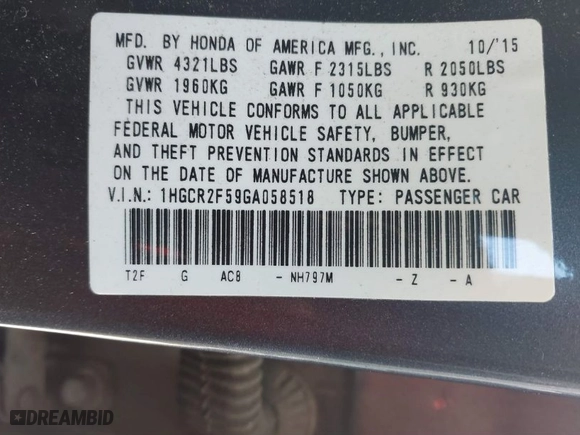 MFD. BY HONDA OF AMERICA MFG., INC. 10/'15
GVWR 4321LBS GAWR F 2315LBS R 2050LBS
GVWR 1960KG GAWR F 1050KG R 930KG
THIS VEHICLE CONFORMS TO ALL APPLICABLE
FEDERAL MOTOR VEHICLE SAFETY, BUMPER,
AND THEFT PREVENTION STANDARDS IN EFFECT
ON THE DATE OF MANUFACTURE SHOWN ABOVE.
V.I.N.: 1HGCR2F59GA058518 TYPE: PASSENGER CAR
T2F G AC8 - NH797M - Z - A
DREAMBID